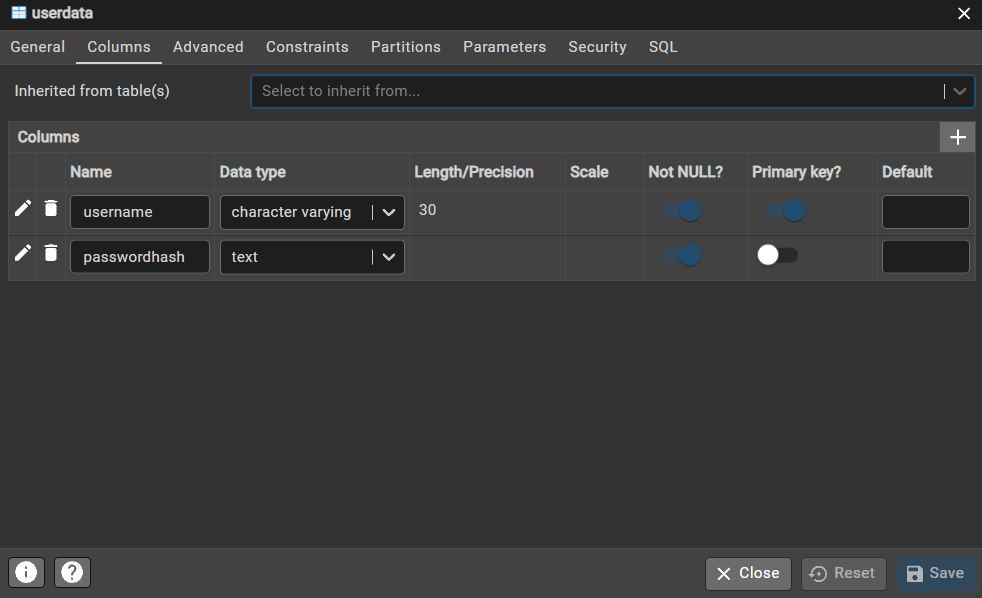 userdata
General Columns Advanced Constraints Partitions Parameters Security SQL
Inherited from table(s) Select to inherit from...
Columns
Name Data type Length/Precision Scale Not NULL? Primary key? Default
username character varying 30
passwordhash text
Close Reset Save